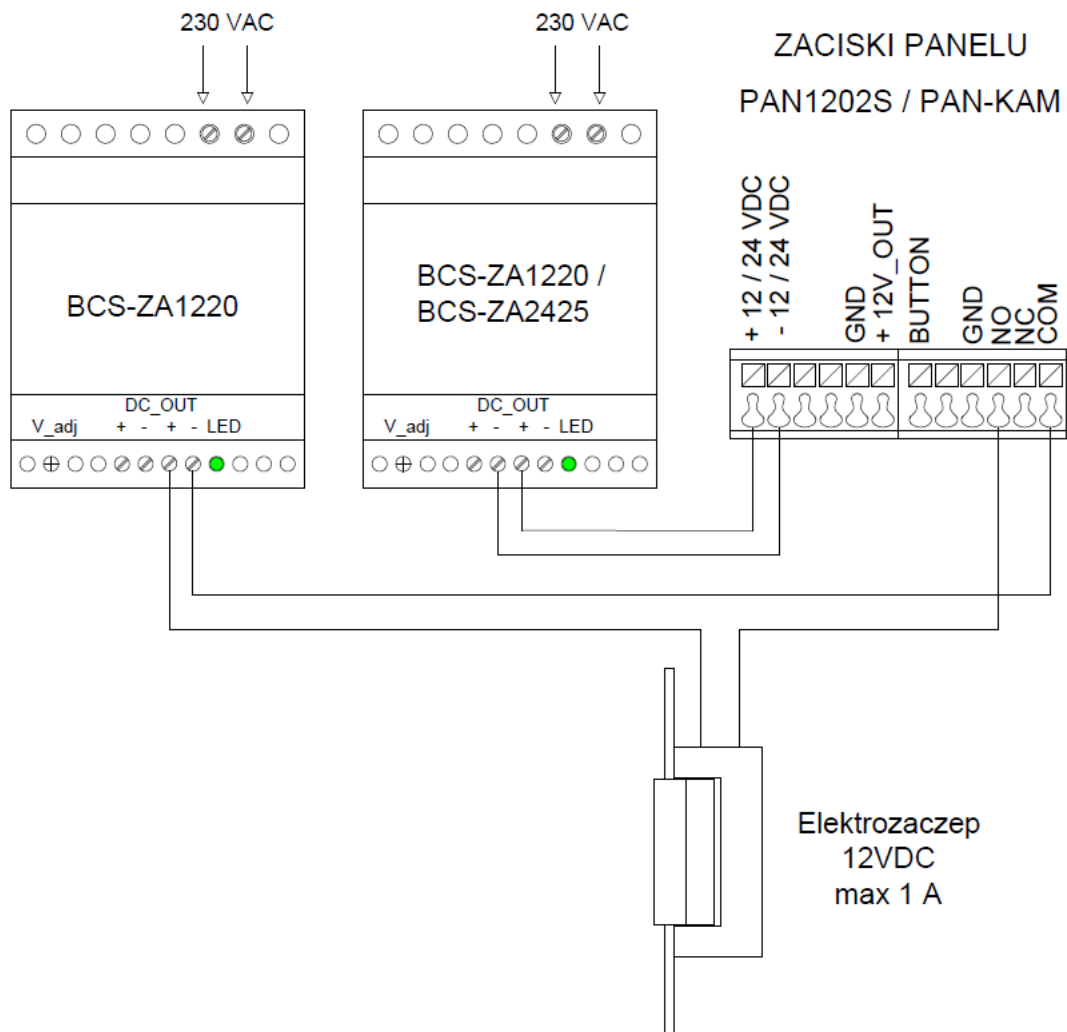 230 VAC
230 VAC
ZACISKI PANELU
PAN1202S / PAN-KAM
BCS-ZA1220
BCS-ZA1220 /
BCS-ZA2425
+ 12 / 24 VDC
- 12 / 24 VDC
GND
+ 12V_OUT
BUTTON
GND
NO
NC
COM
DC_OUT
V_adj + - + - LED
DC_OUT
V_adj + - + - LED
Elektrozaczep
12VDC
max 1 A